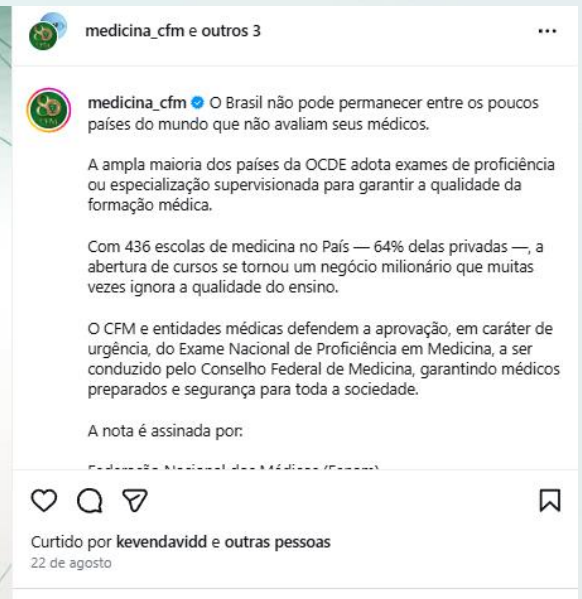 medicina_cfm e outros 3
medicina_cfm O Brasil não pode permanecer entre os poucos
países do mundo que não avaliam seus médicos.
A ampla maioria dos países da OCDE adota exames de proficiência
ou especialização supervisionada para garantir a qualidade da
formação médica.
Com 436 escolas de medicina no País — 64% delas privadas —, a
abertura de cursos se tornou um negócio milionário que muitas
vezes ignora a qualidade do ensino.
O CFM e entidades médicas defendem a aprovação, em caráter de
urgência, do Exame Nacional de Proficiência em Medicina, a ser
conduzido pelo Conselho Federal de Medicina, garantindo médicos
preparados e segurança para toda a sociedade.
A nota é assinada por:
Federação Nacional dos Médicos (Fenam)
Curtido por kevendavidd e outras pessoas
22 de agosto